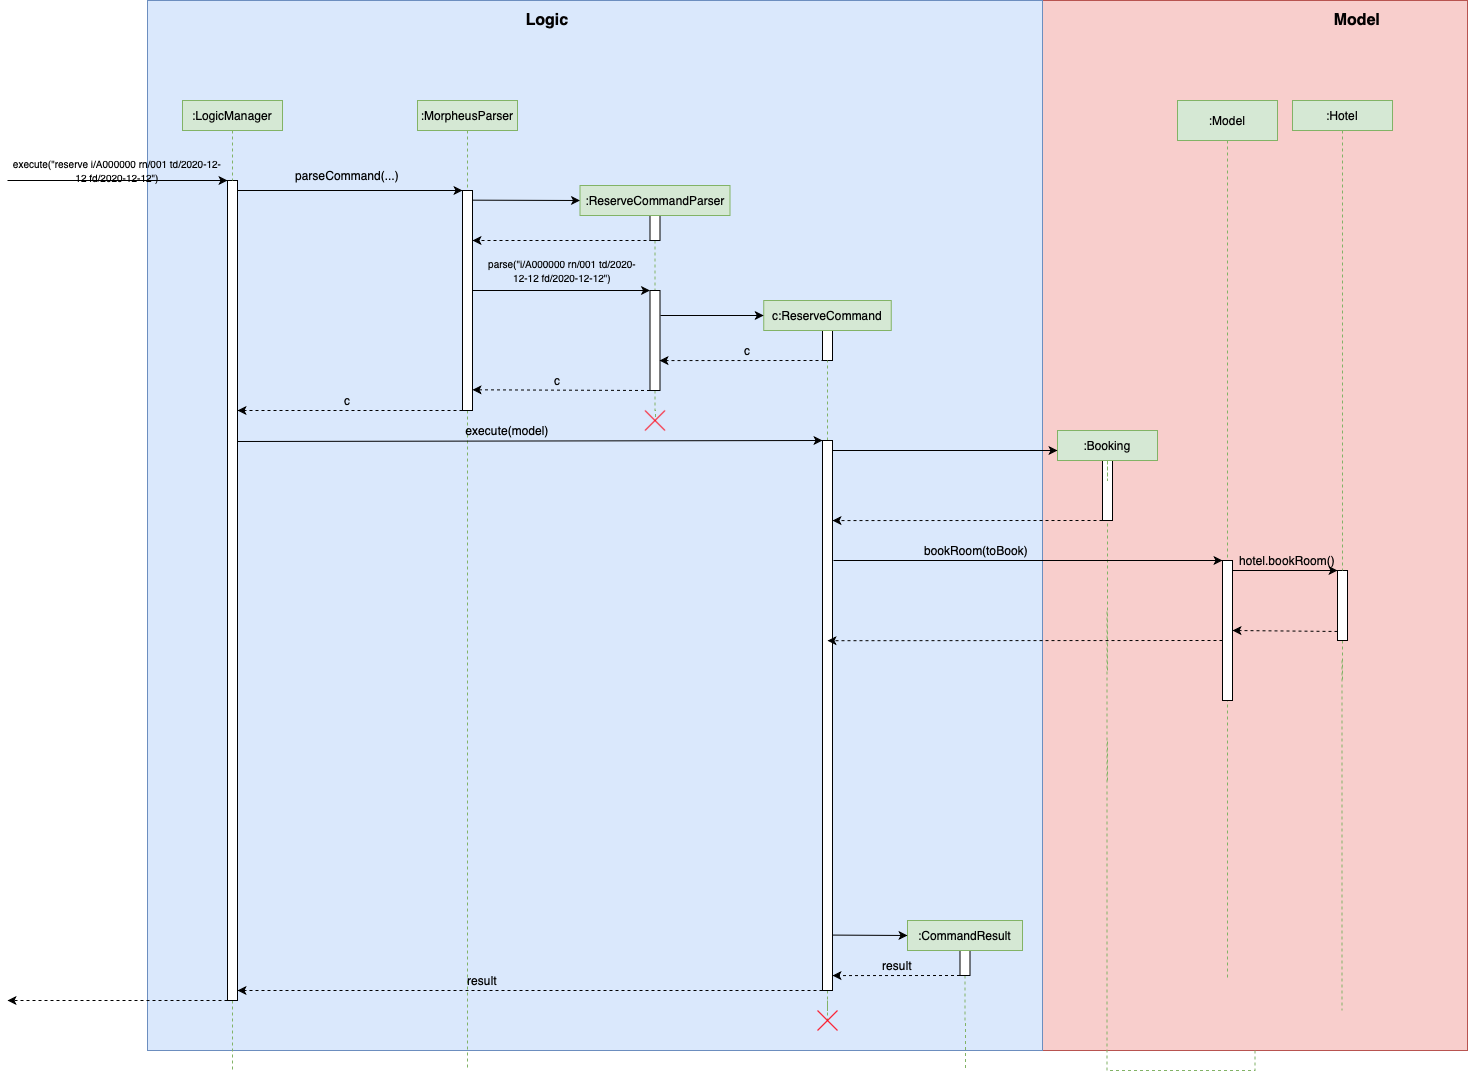 Logic
Model
:LogicManager
:MorpheusParser
:Model
:Hotel
execute("reserve i/A000000 rn/001 td/2020-12-
12 fd/2020-12-12")
parseCommand(...)
:ReserveCommandParser
parse("i/A000000 rn/001 td/2020-
12-12 fd/2020-12-12")
c:ReserveCommand
c
c
c
execute(model)
:Booking
bookRoom(toBook)
hotel.bookRoom()
:CommandResult
result
result